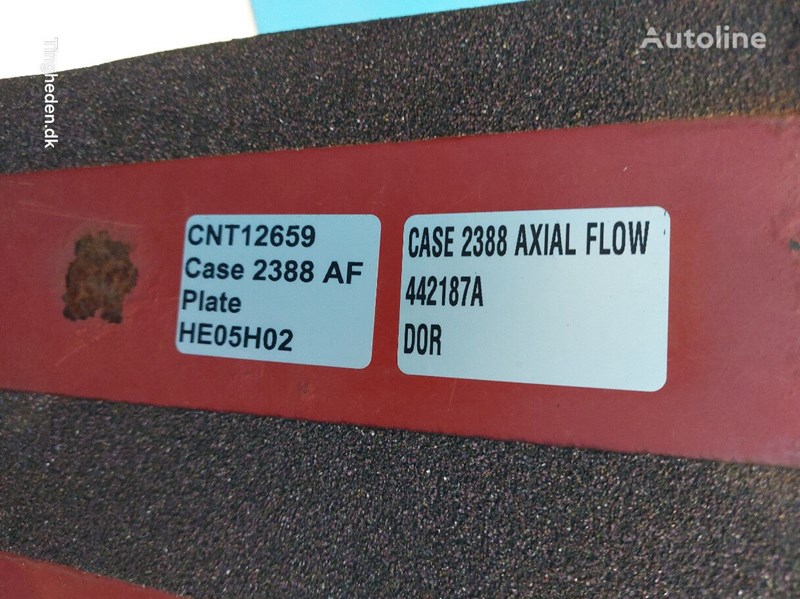 Autoline
Tingheden.dk
CNT12659
Case 2388 AF
Plate
HE05H02
CASE 2388 AXIAL FLOW
442187A
DOR